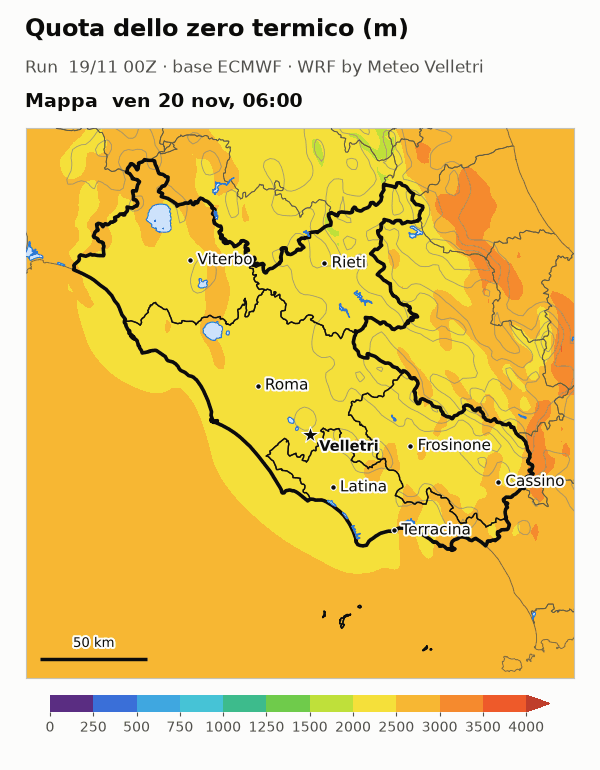 Quota dello zero termico (m)
Run 19/11 00Z · base ECMWF · WRF by Meteo Velletri
Mappa ven 20 nov, 06:00
Viterbo
Rieti
Roma
Velletri
Frosinone
Cassino
Latina
Terracina
50 km
0 250 500 750 1000 1250 1500 2000 2500 3000 3500 4000